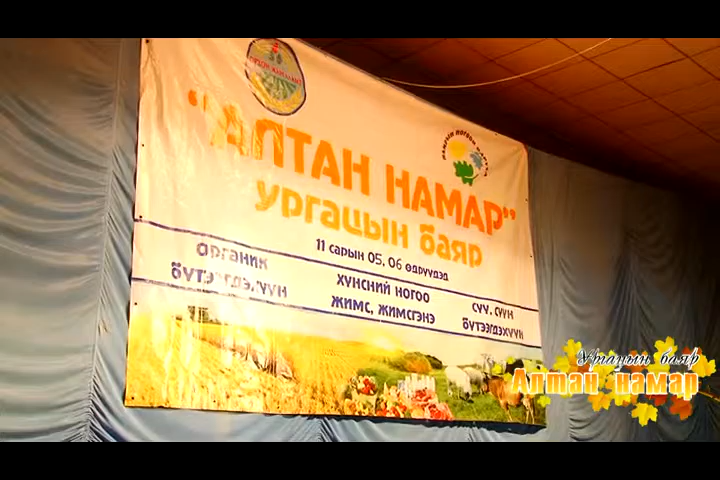 "АЛТАН НАМАР"
ургацын баяр
11 сарын 05, 06 өдрүүдэд
органик
бүтээгдэхүүн
ХҮНСНИЙ НОГОО
ЖИМС, ЖИМСГЭНЭ
СҮҮ, СҮҮН
БҮТЭЭГДЭХҮҮН
Ургацын баяр
Алтан намар